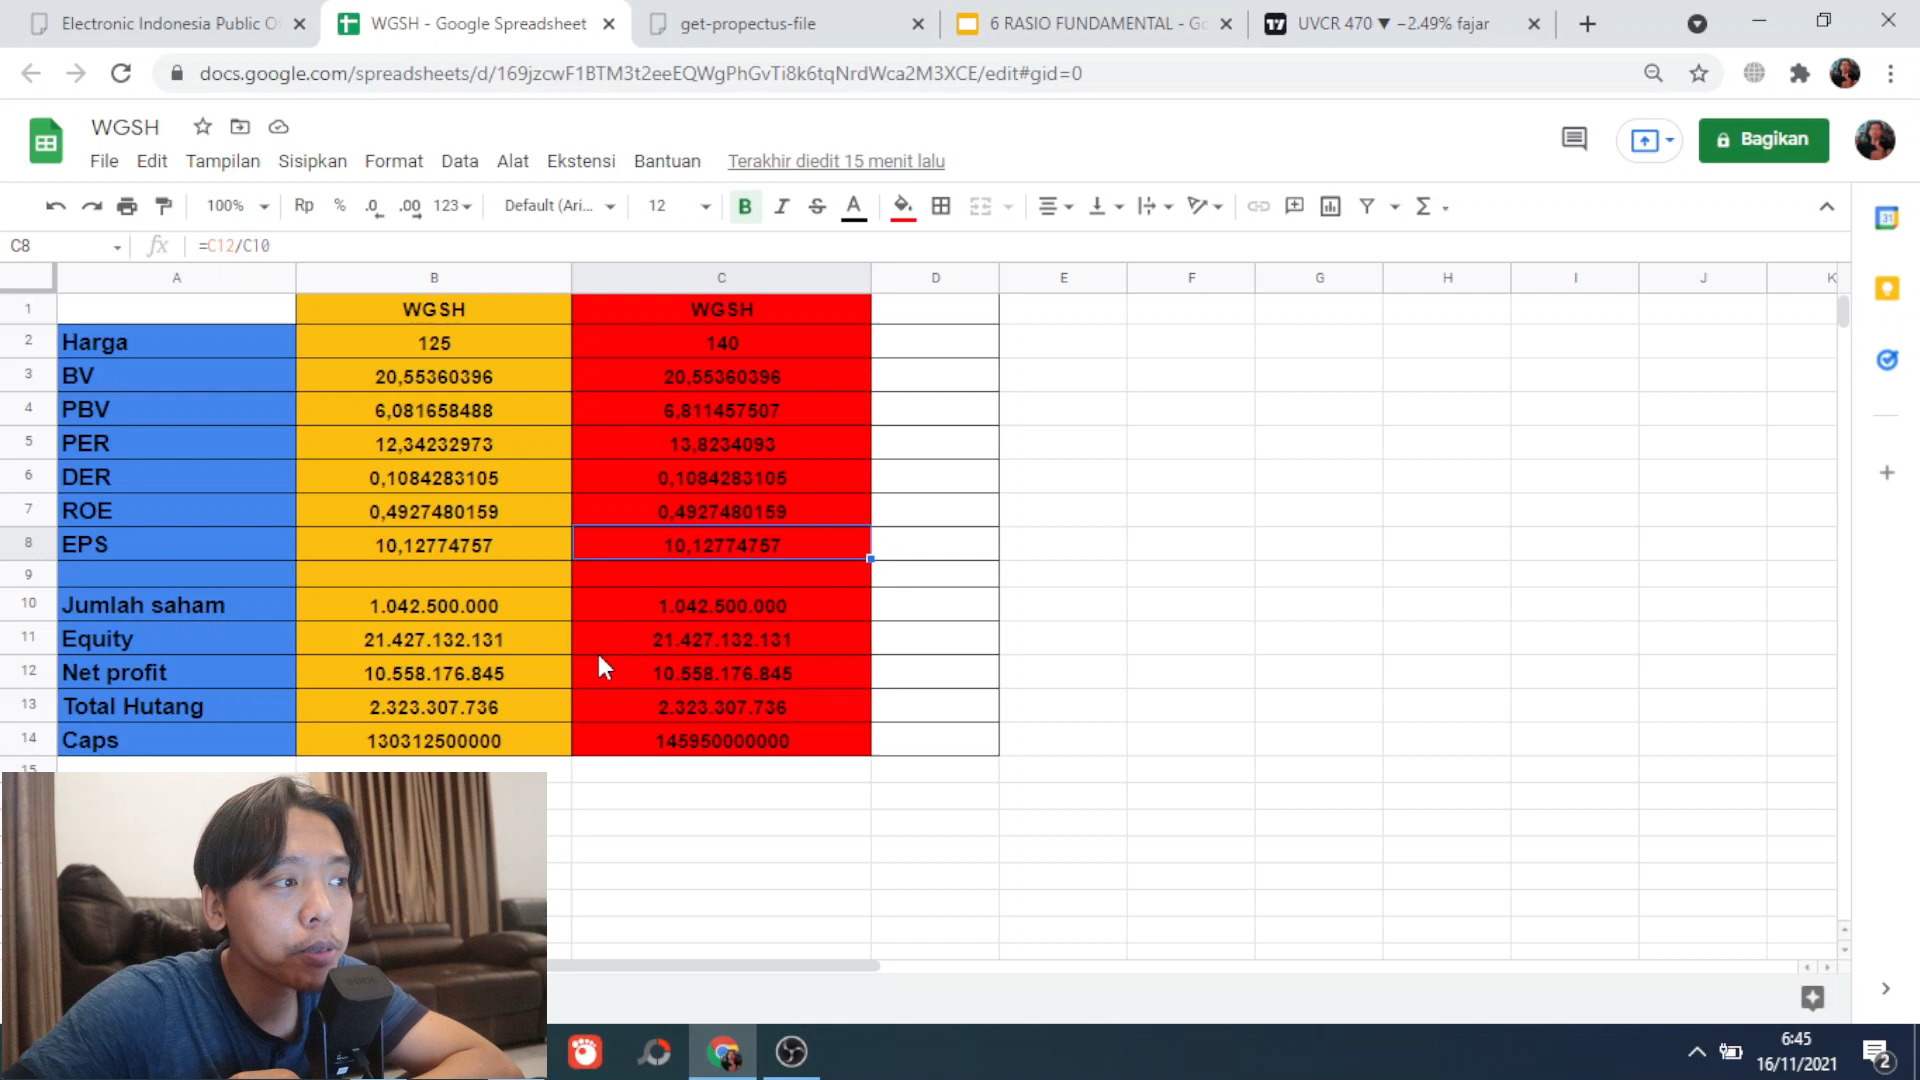 Electronic Indonesia Public O
WGSH - Google Spreadsheet
get-propectus-file
6 RASIO FUNDAMENTAL - Go
UVCR 470 ▼ −2.49% fajar
docs.google.com/spreadsheets/d/169jzcwF1BTM3t2eeEQWgPhGvTi8k6tqNrdWca2M3XCE/edit#gid=0
WGSH
File Edit Tampilan Sisipkan Format Data Alat Ekstensi Bantuan Terakhir diedit 15 menit lalu
Bagikan
100% Rp % .0 .00 123 Default (Ari... 12 B I S A Σ
31
C8 fx =C12/C10
A B C D E F G H I J K
1 WGSH WGSH
2 Harga 125 140
3 BV 20,55360396 20,55360396
4 PBV 6,081658488 6,811457507
5 PER 12,34232973 13,8234093
6 DER 0,1084283105 0,1084283105
7 ROE 0,4927480159 0,4927480159
8 EPS 10,12774757 10,12774757
9
10 Jumlah saham 1.042.500.000 1.042.500.000
11 Equity 21.427.132.131 21.427.132.131
12 Net profit 10.558.176.845 10.558.176.845
13 Total Hutang 2.323.307.736 2.323.307.736
14 Caps 130312500000 145950000000
15
6:45
16/11/2021
2